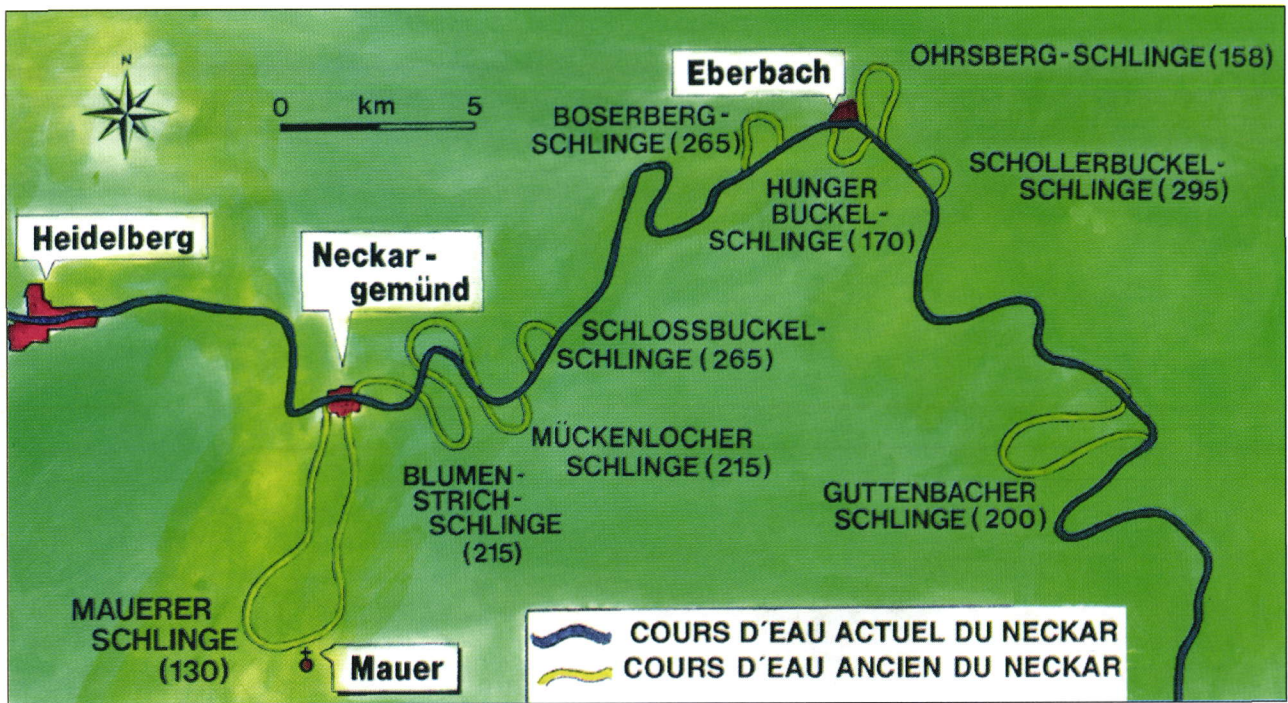 N
0 km 5
Eberbach
OHRSBERG-SCHLINGE (158)
BOSERBERG-
SCHLINGE (265)
SCHOLLERBUCKEL-
SCHLINGE (295)
HUNGER
BUCKEL-
SCHLINGE (170)
Heidelberg
Neckar-
gemünd
SCHLOSSBUCKEL-
SCHLINGE (265)
MÜCKENLOCHER
SCHLINGE (215)
BLUMEN-
STRICH-
SCHLINGE
(215)
GUTTENBACHER
SCHLINGE (200)
MAUERER
SCHLINGE
(130)
Mauer
COURS D'EAU ACTUEL DU NECKAR
COURS D'EAU ANCIEN DU NECKAR